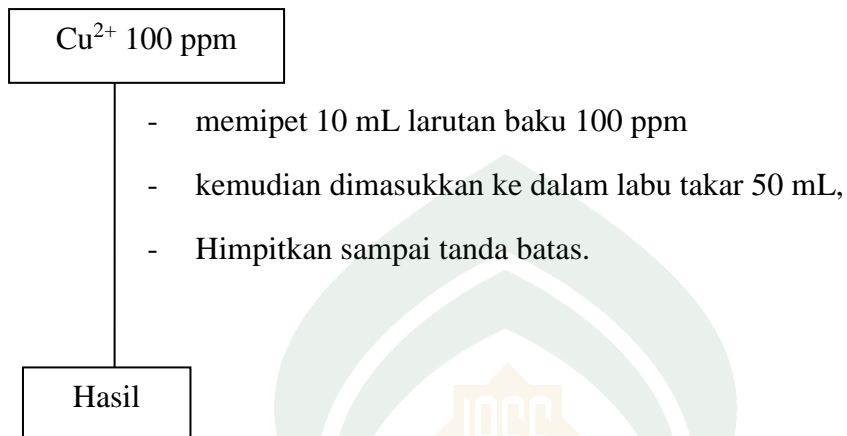 Cu²⁺ 100 ppm
- memipet 10 mL larutan baku 100 ppm
- kemudian dimasukkan ke dalam labu takar 50 mL,
- Himpitkan sampai tanda batas.
Hasil